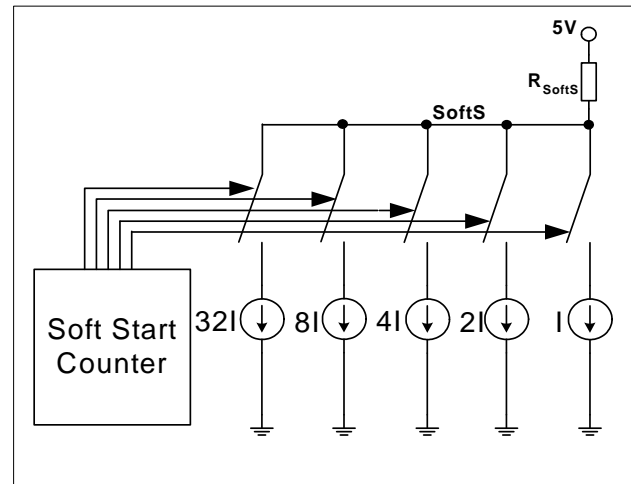 5V
RSoftS
SoftS
Soft Start
Counter
32I
8I
4I
2I
I